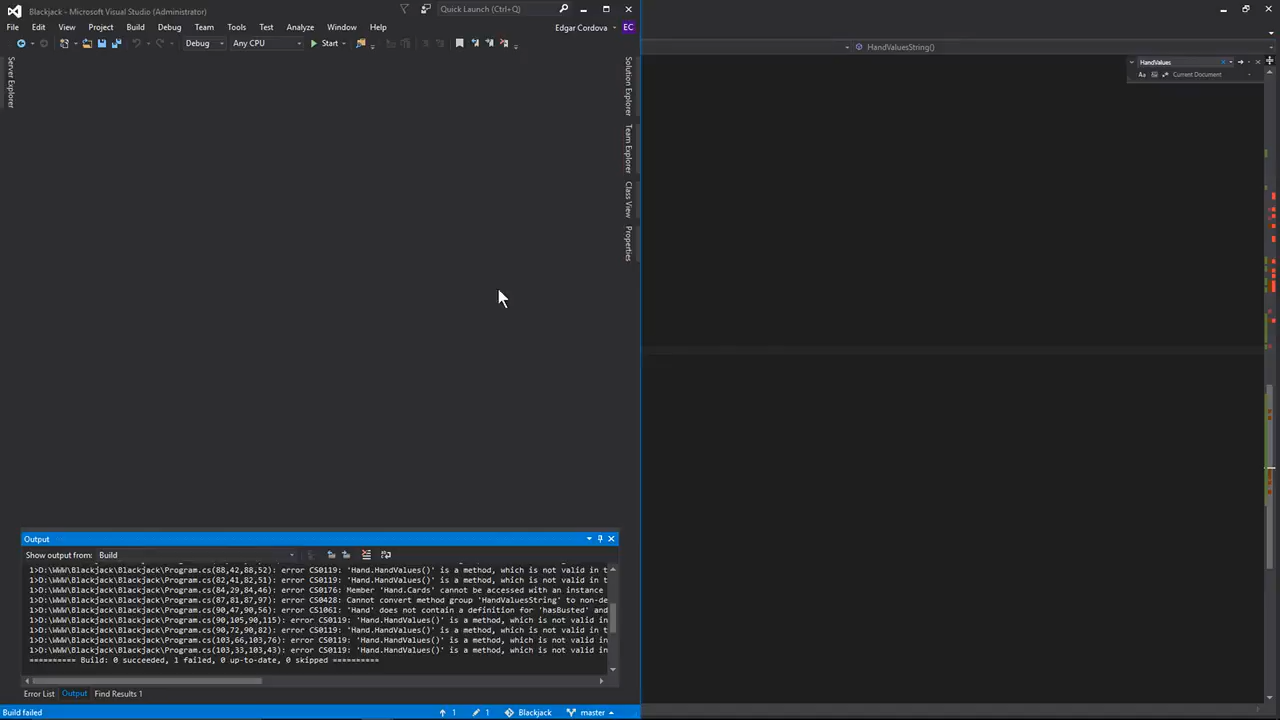 Blackjack - Microsoft Visual Studio (Administrator)
Quick Launch (Ctrl+Q)
File Edit View Project Build Debug Team Tools Test Analyze Window Help
Edgar Cordova EC
Debug Any CPU Start
HandValuesString()
HandValues
Aa Current Document
Server Explorer
Solution Explorer
Team Explorer
Class View
Properties
Output
Show output from: Build
1>D:\WWW\Blackjack\Blackjack\Program.cs(88,42,88,52): error CS0119: 'Hand.HandValues()' is a method, which is not valid in t
1>D:\WWW\Blackjack\Blackjack\Program.cs(82,41,82,51): error CS0119: 'Hand.HandValues()' is a method, which is not valid in t
1>D:\WWW\Blackjack\Blackjack\Program.cs(84,29,84,46): error CS0176: Member 'Hand.Cards' cannot be accessed with an instance
1>D:\WWW\Blackjack\Blackjack\Program.cs(87,81,87,97): error CS0428: Cannot convert method group 'HandValuesString' to non-de
1>D:\WWW\Blackjack\Blackjack\Program.cs(90,47,90,56): error CS1061: 'Hand' does not contain a definition for 'hasBusted' and
1>D:\WWW\Blackjack\Blackjack\Program.cs(90,105,90,115): error CS0119: 'Hand.HandValues()' is a method, which is not valid in
1>D:\WWW\Blackjack\Blackjack\Program.cs(90,72,90,82): error CS0119: 'Hand.HandValues()' is a method, which is not valid in t
1>D:\WWW\Blackjack\Blackjack\Program.cs(103,66,103,76): error CS0119: 'Hand.HandValues()' is a method, which is not valid in
1>D:\WWW\Blackjack\Blackjack\Program.cs(103,33,103,43): error CS0119: 'Hand.HandValues()' is a method, which is not valid in
========== Build: 0 succeeded, 1 failed, 0 up-to-date, 0 skipped ==========
Error List Output Find Results 1
Build failed 1 1 Blackjack master